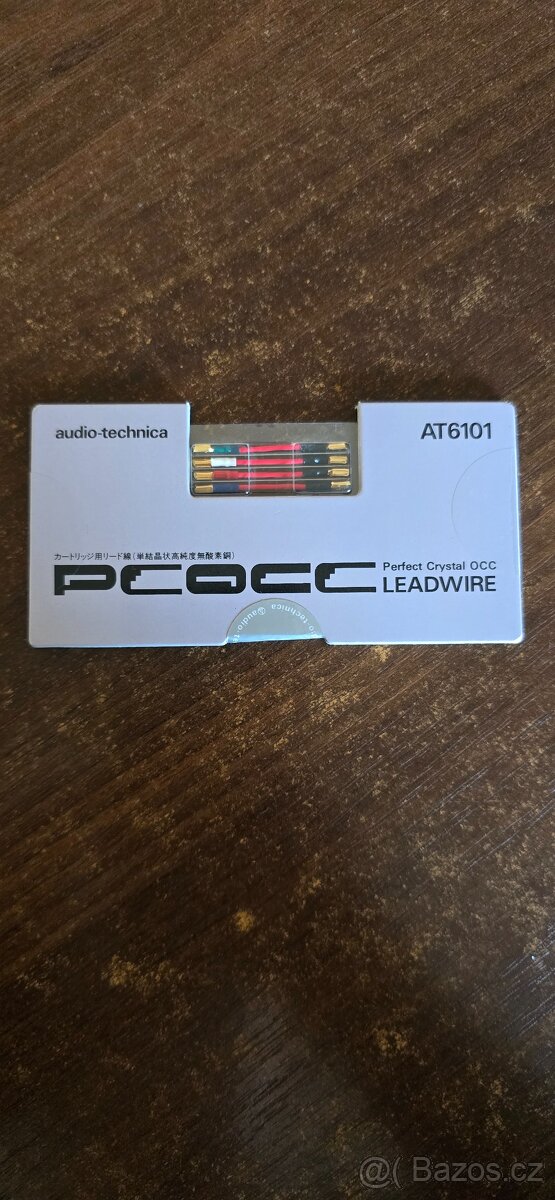 audio-technica
AT6101
カートリッジ用リード線(単結晶状高純度無酸素銅)
PCOCC
Perfect Crystal OCC
LEADWIRE
audio technica
@( Bazos.cz